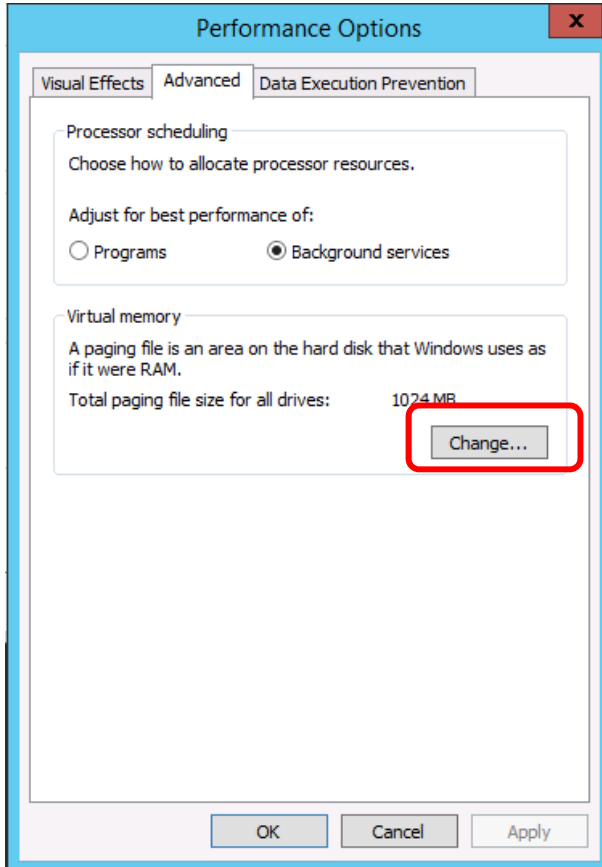 Performance Options
x
Visual Effects Advanced Data Execution Prevention
Processor scheduling
Choose how to allocate processor resources.
Adjust for best performance of:
Programs Background services
Virtual memory
A paging file is an area on the hard disk that Windows uses as
if it were RAM.
Total paging file size for all drives: 1024 MB
Change...
OK Cancel Apply